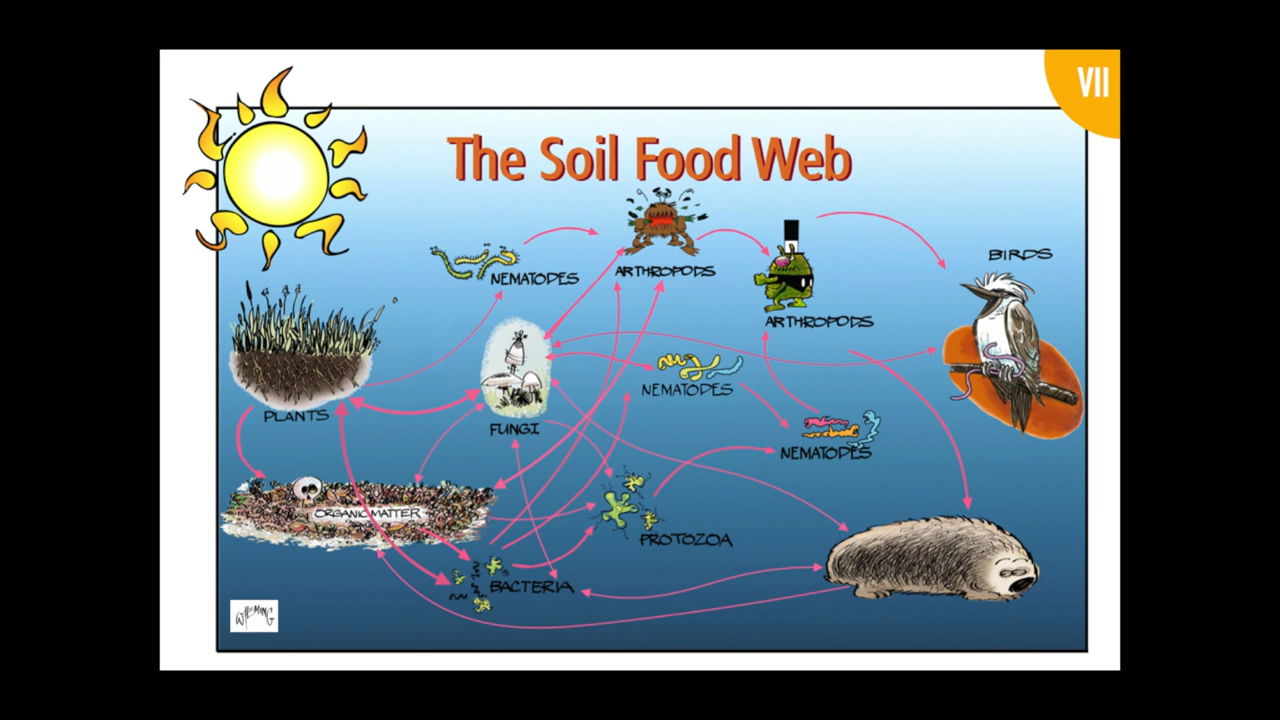 VII
The Soil Food Web
NEMATODES
ARTHROPODS
BIRDS
ARTHROPODS
PLANTS
NEMATODES
FUNGI
NEMATODES
ORGANIC MATTER
PROTOZOA
BACTERIA